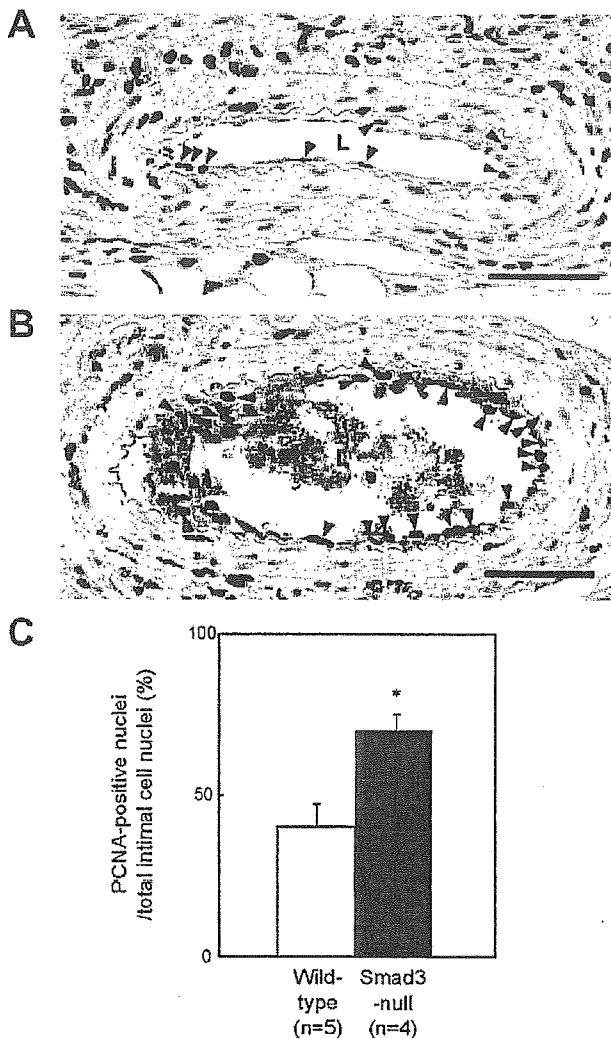 A
L
B
L
C
100
50
0
PCNA-positive nuclei
/total intimal cell nuclei (%)
*
Wild-
type
(n=5)
Smad3
-null
(n=4)